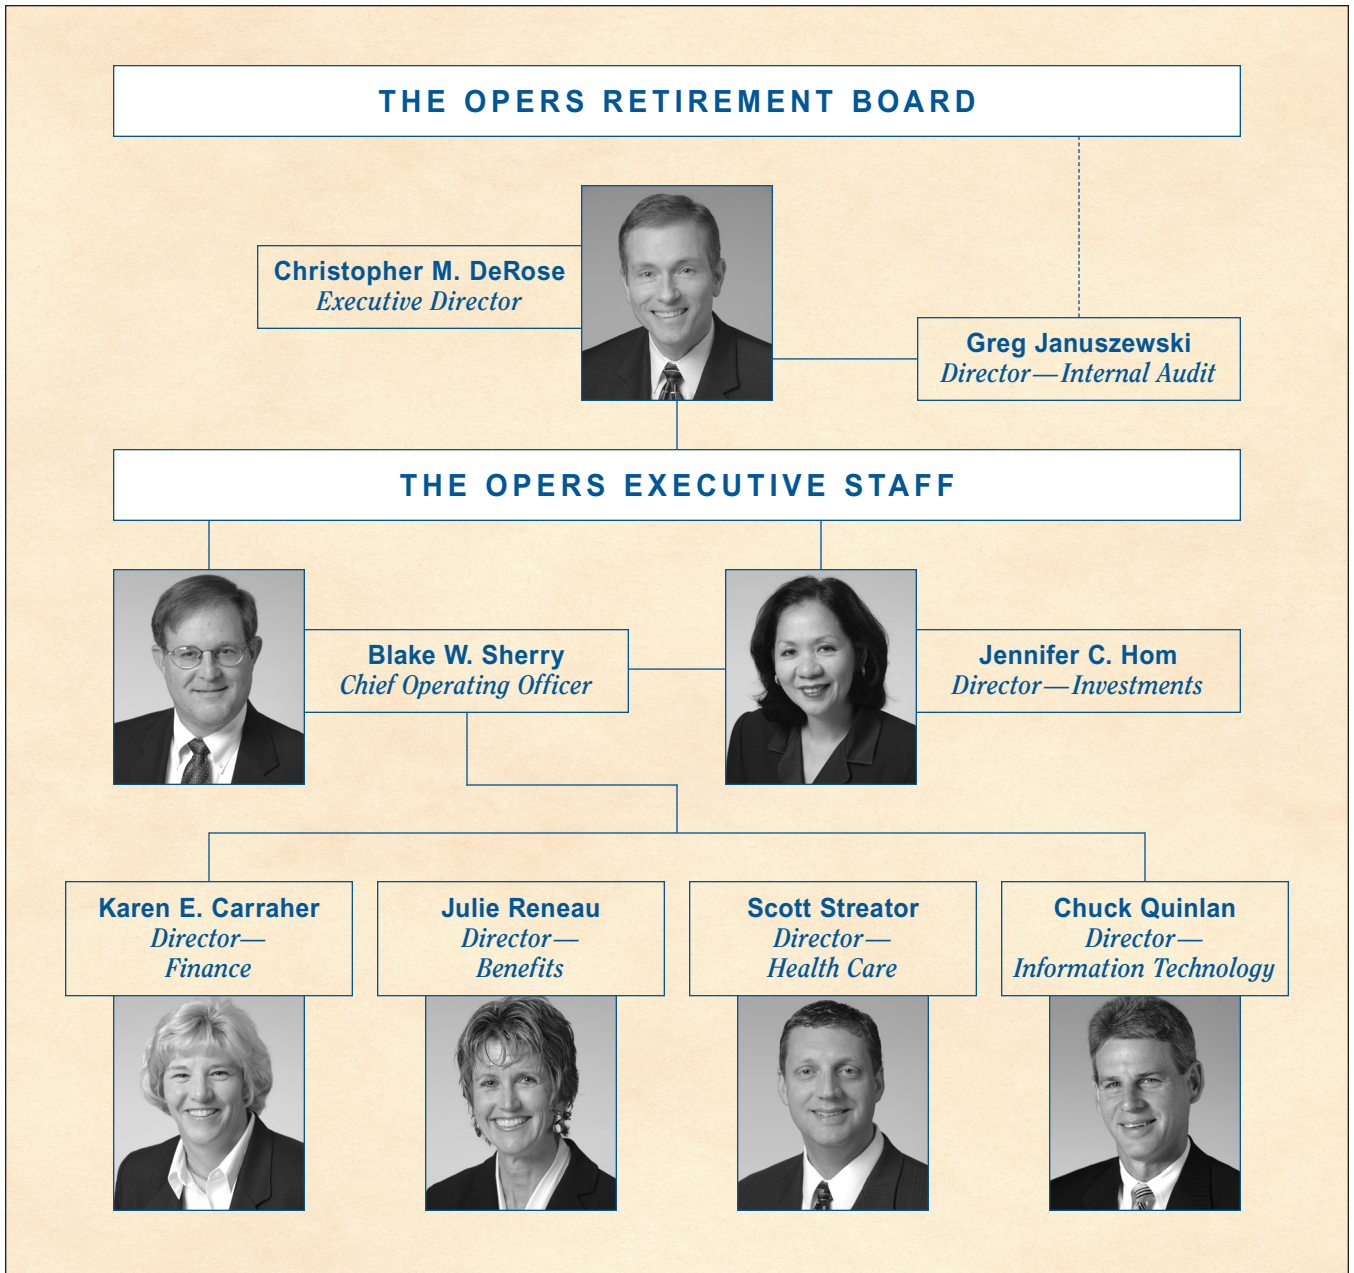 THE OPERS RETIREMENT BOARD
Christopher M. DeRose
Executive Director
Greg Januszewski
Director—Internal Audit
THE OPERS EXECUTIVE STAFF
Blake W. Sherry
Chief Operating Officer
Jennifer C. Hom
Director—Investments
Karen E. Carraher
Director—
Finance
Julie Reneau
Director—
Benefits
Scott Streator
Director—
Health Care
Chuck Quinlan
Director—
Information Technology